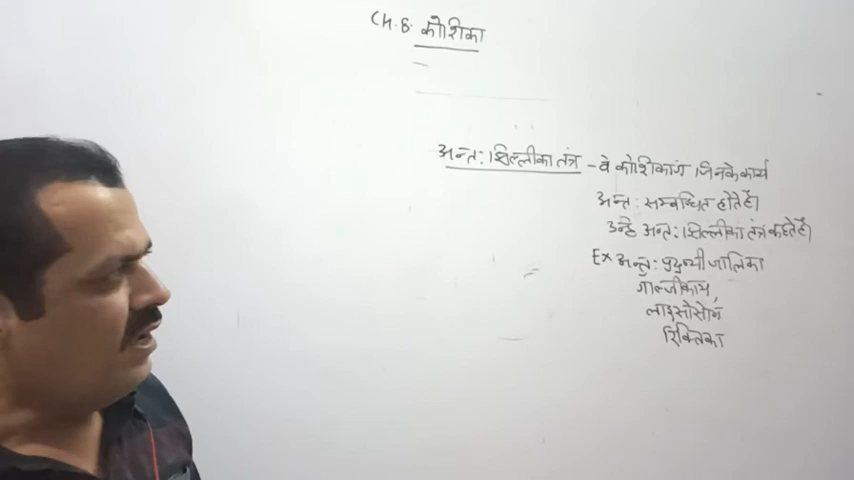 Ch. 8. कोशिका
अन्त: झिल्लीका तंत्र - वे कोशिकांग जिनके कार्य
अन्त: सम्बन्धित होते है।
उन्हे अन्त: झिल्लीका तंत्र कहते है।
Ex अन्त: प्रद्रव्यी जालिका
गॉल्जीकाय,
लाइसोसोम
रिक्तिका